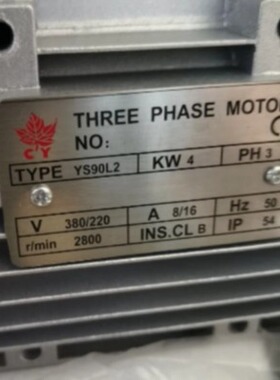 THREE PHASE MOTO
CY
NO:
TYPE YS90L2 KW 4 PH 3
V 380/220 A 8/16 Hz 50
r/min 2800 INS.CL B IP 54